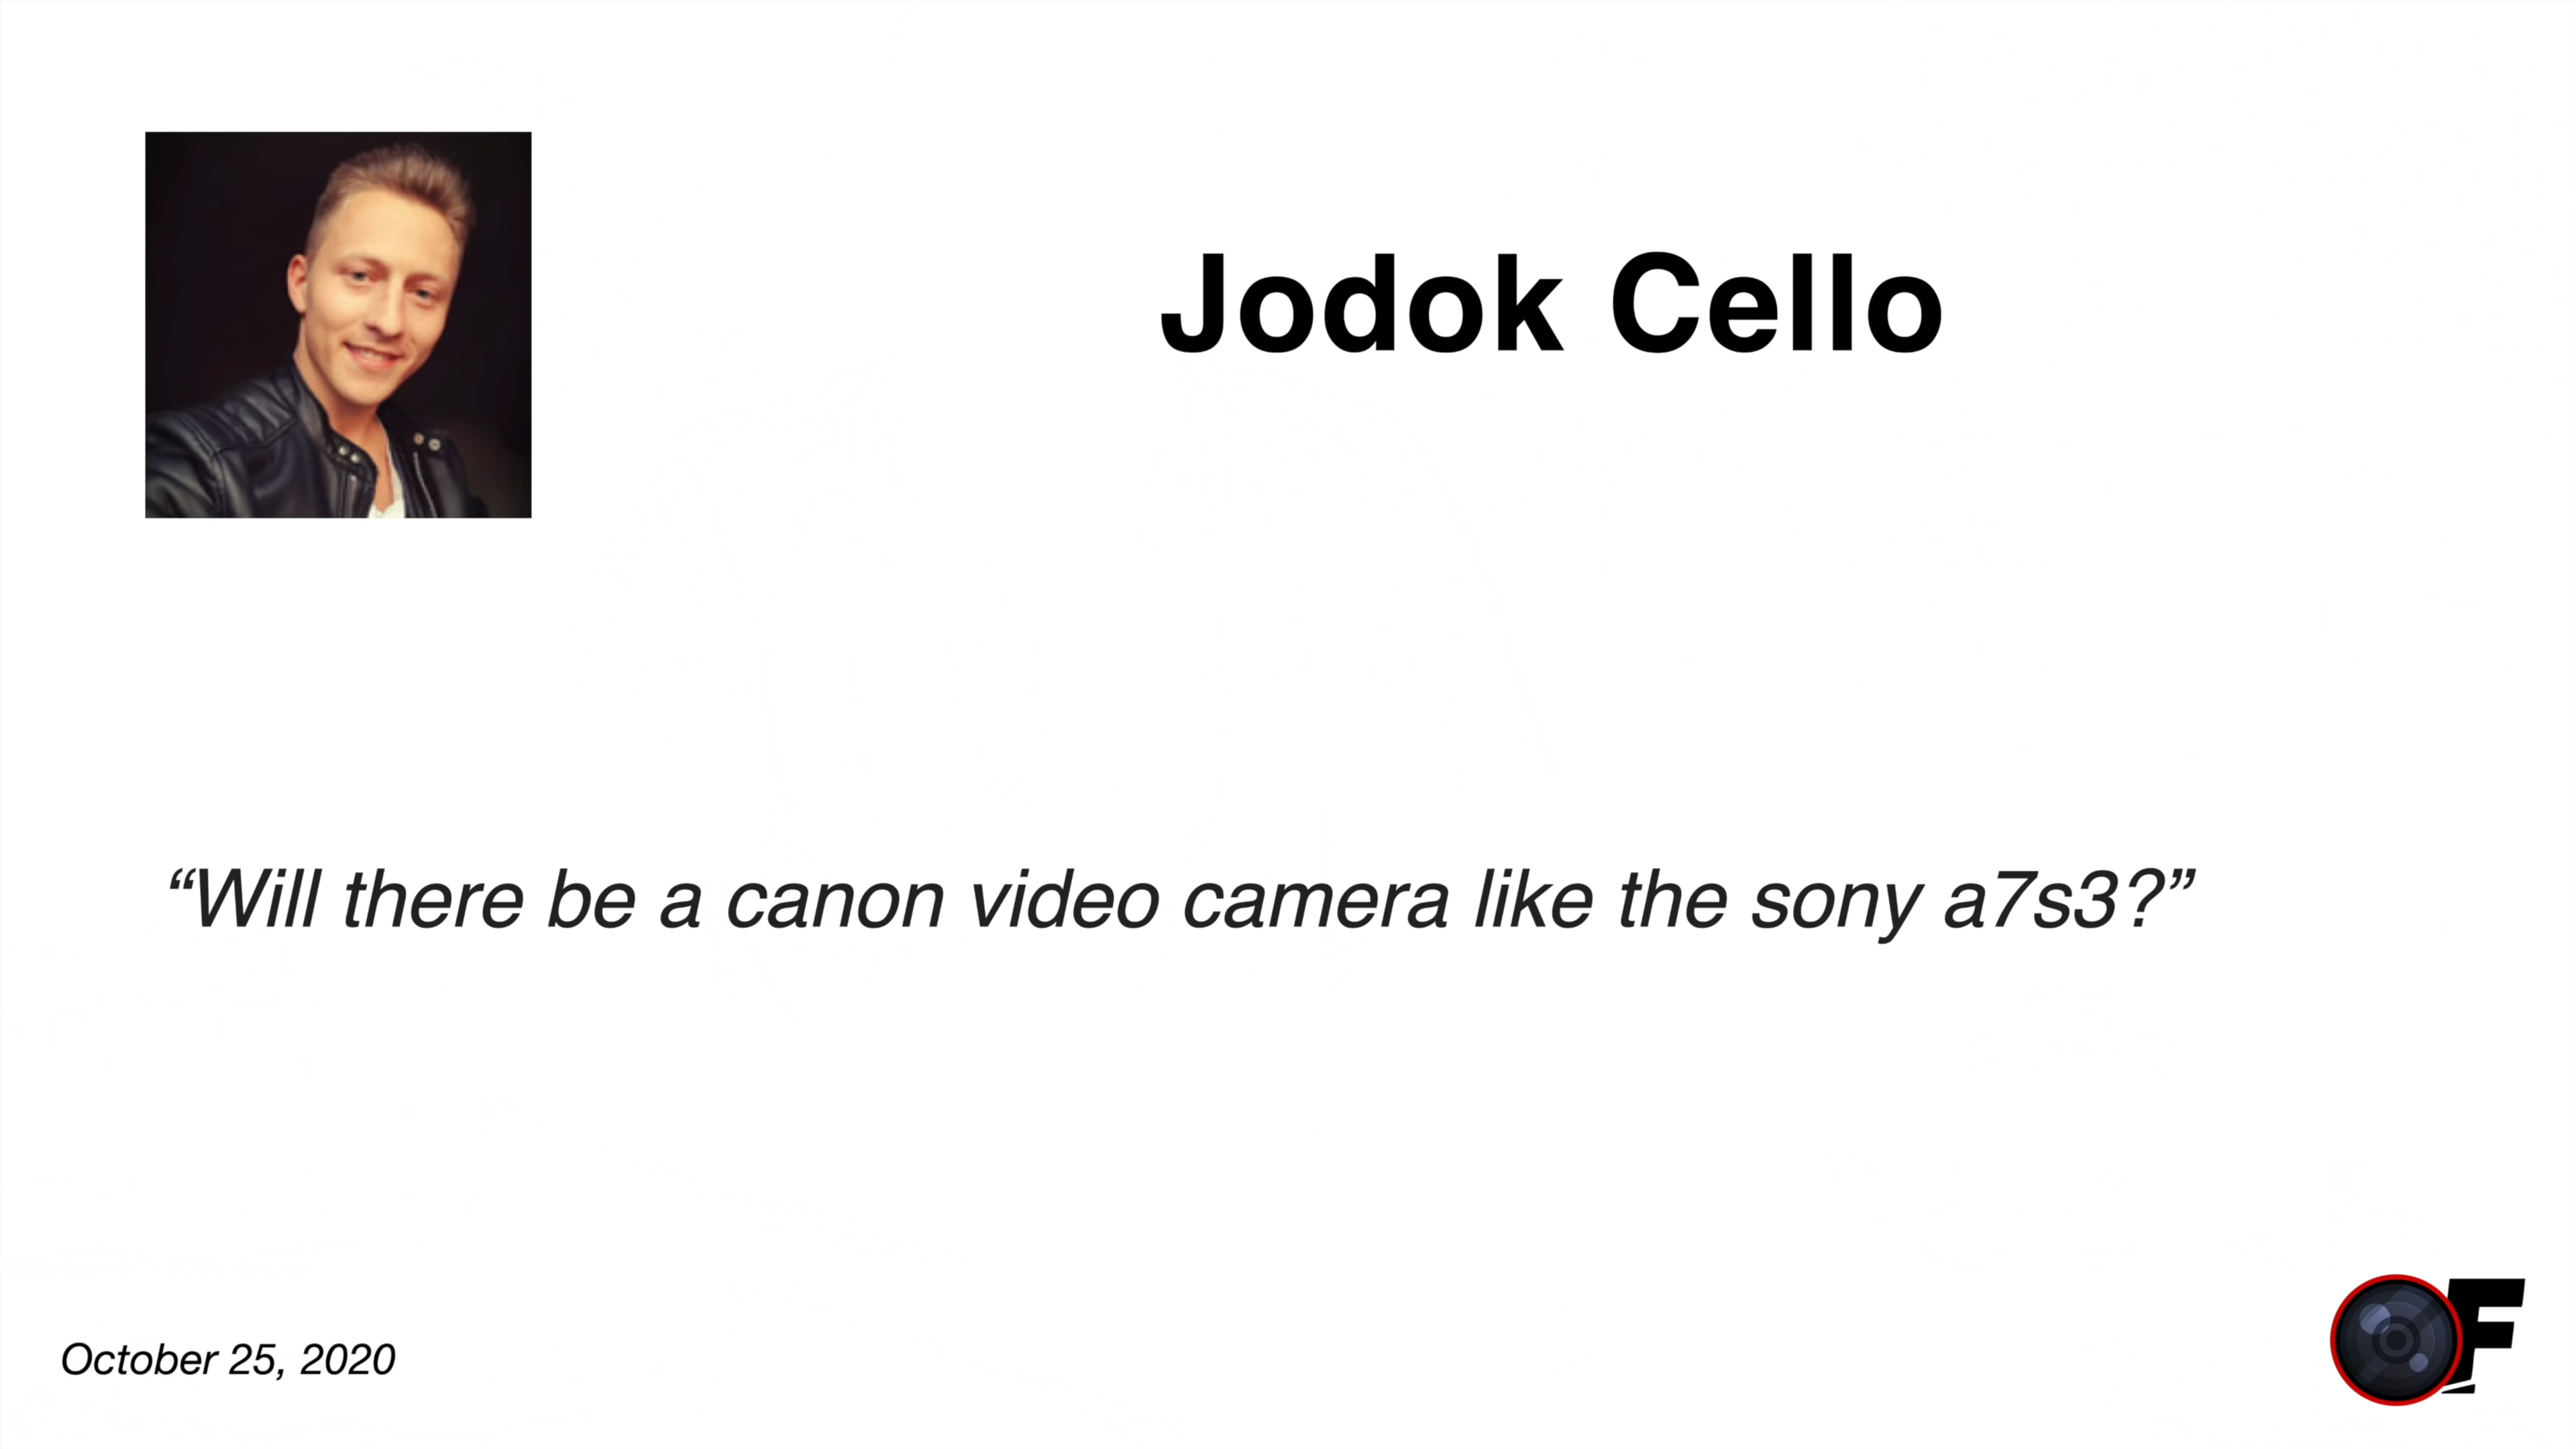 Jodok Cello
“Will there be a canon video camera like the sony a7s3?”
October 25, 2020
F